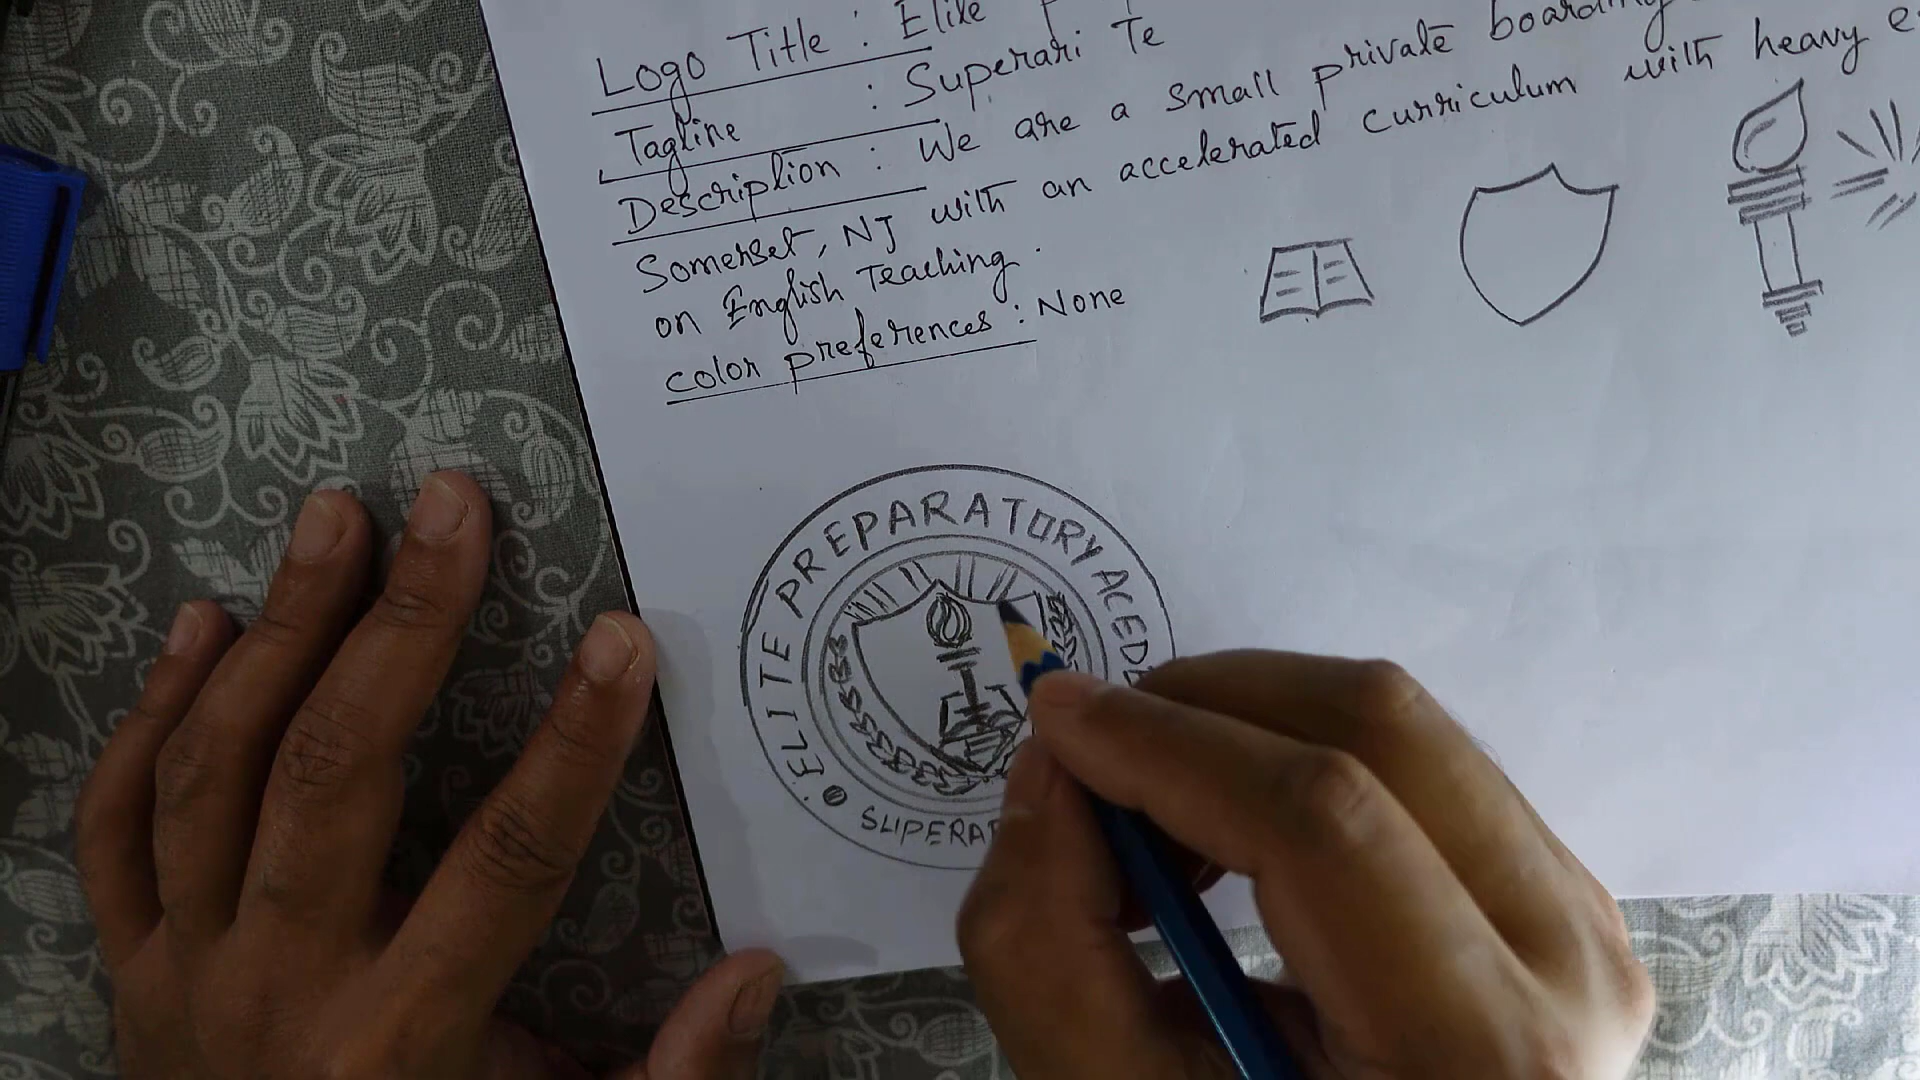 Logo Title : Elite
Tagline : Superari Te
Description : We are a small private boarding
Somerset, NJ with an accelerated curriculum with heavy
on English Teaching.
color preferences : None
ELITE PREPARATORY ACEDE
SUPERAR